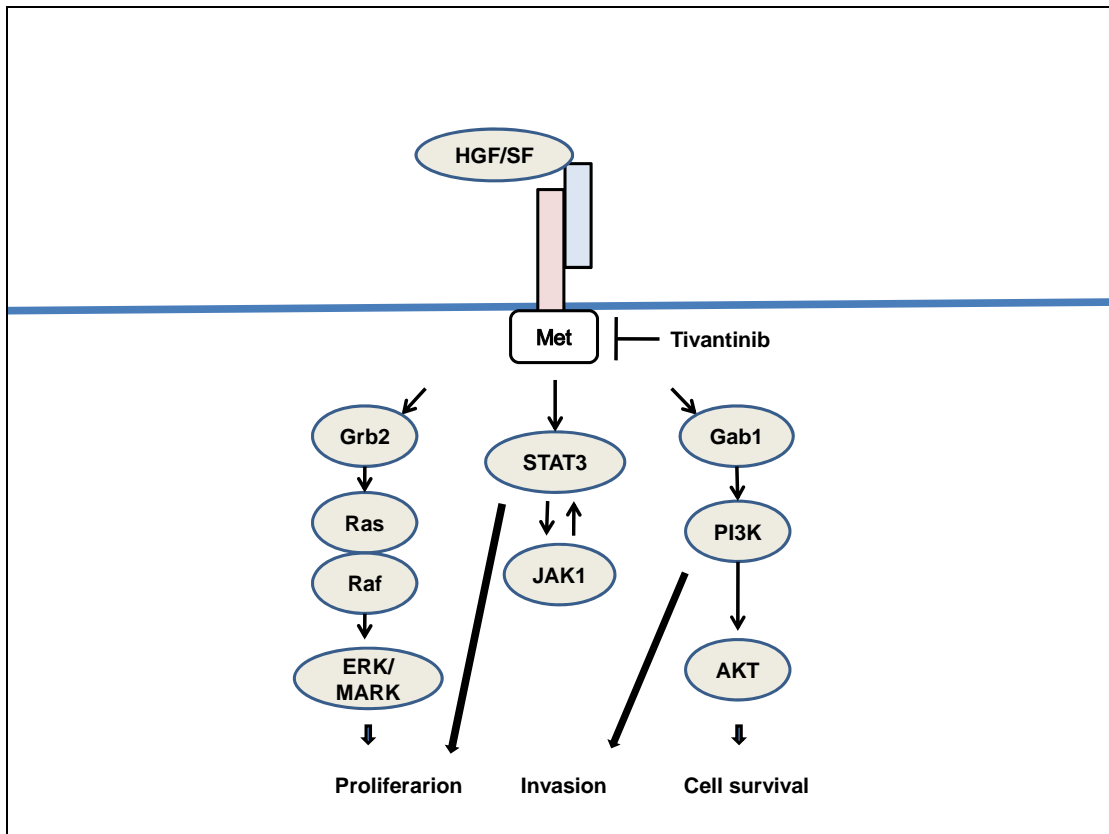 HGF/SF
Met
Tivantinib
Grb2
STAT3
Gab1
Ras
PI3K
Raf
JAK1
ERK/
MARK
AKT
Proliferarion
Invasion
Cell survival